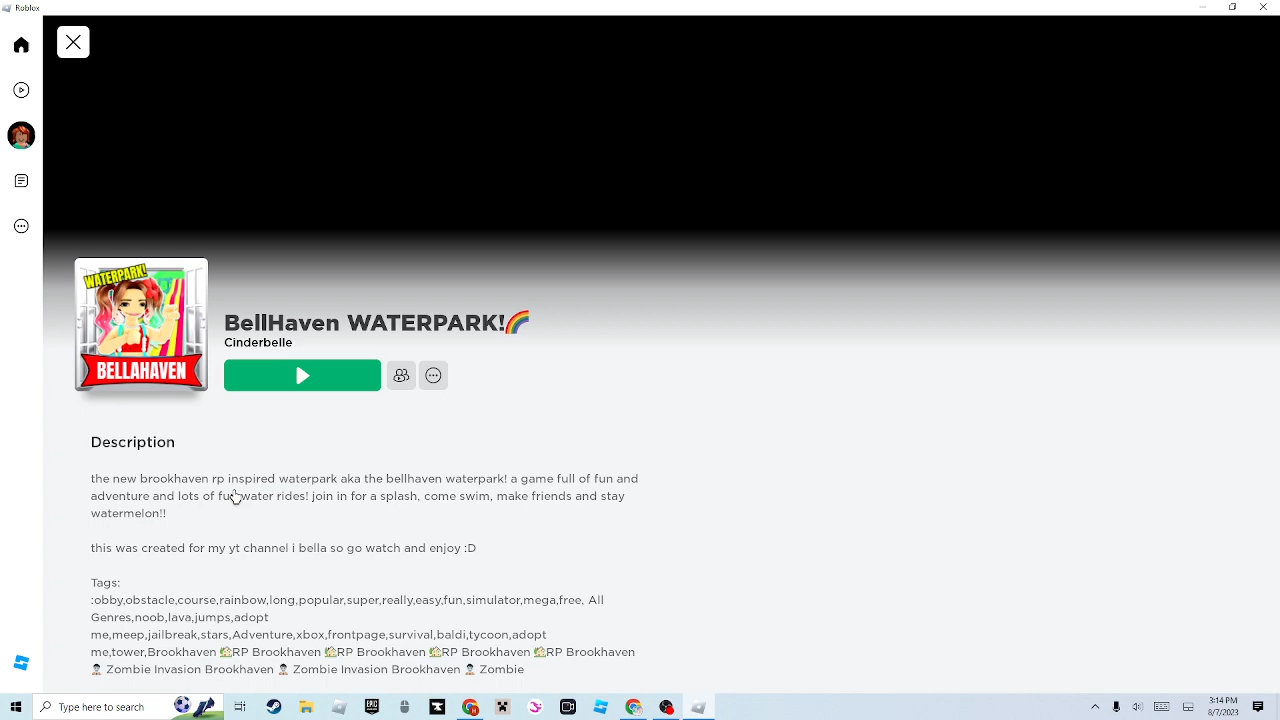 Roblox
WATERPARK!
BELLAHAVEN
BellHaven WATERPARK!🌈
Cinderbelle
Description
the new brookhaven rp inspired waterpark aka the bellhaven waterpark! a game full of fun and
adventure and lots of fun water rides! join in for a splash, come swim, make friends and stay
watermelon!!
this was created for my yt channel i bella so go watch and enjoy :D
Tags:
:obby,obstacle,course,rainbow,long,popular,super,really,easy,fun,simulator,mega,free, All
Genres,noob,lava,jumps,adopt
me,meep,jailbreak,stars,Adventure,xbox,frontpage,survival,baldi,tycoon,adopt
me,tower,Brookhaven 🏡RP Brookhaven 🏡RP Brookhaven 🏡RP Brookhaven 🏡RP Brookhaven
🧟 Zombie Invasion Brookhaven 🧟 Zombie Invasion Brookhaven 🧟 Zombie
Type here to search
EPIC
3:14 PM
8/7/2023